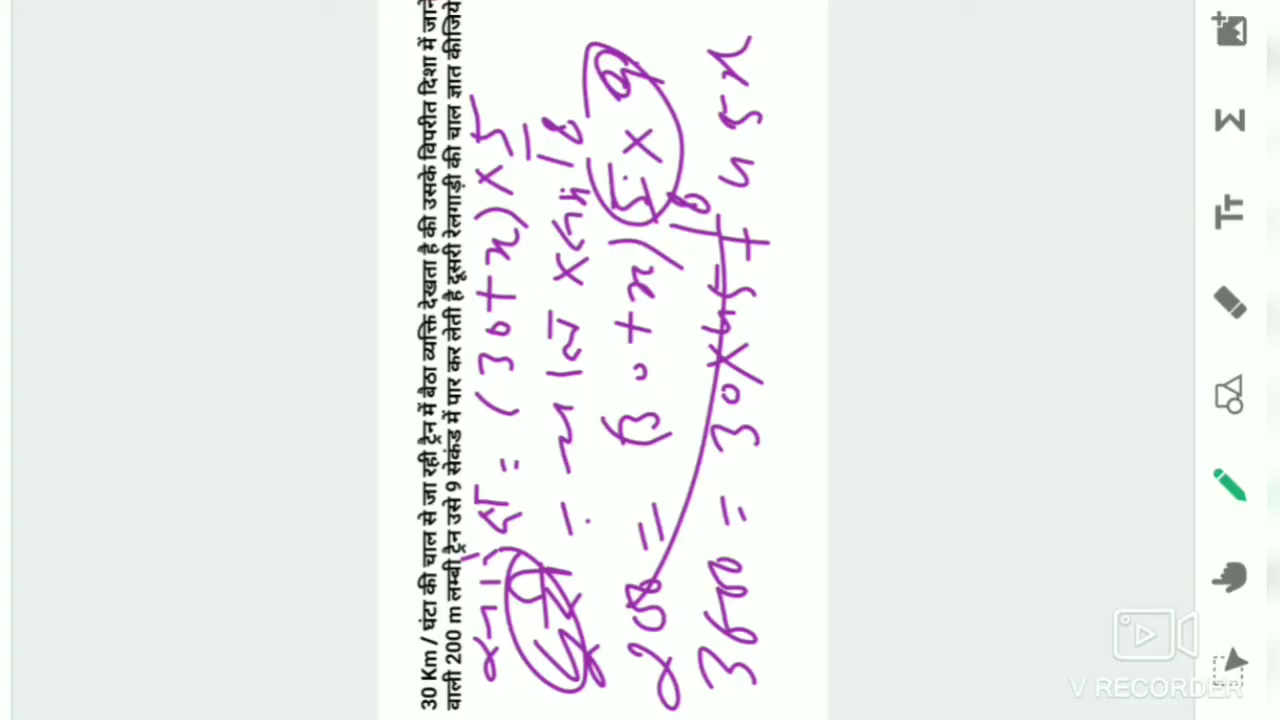 30 Km / घंटा की चाल से जा रही ट्रेन में बैठा व्यक्ति देखता है की उसके विपरीत दिशा में जाने
वाली 200 m लम्बी ट्रेन उसे 9 सेकंड में पार कर लेती है दूसरी रेलगाड़ी की चाल ज्ञात कीजिये
= (30+x) × 5
18
= चाल × समय
200 = (30+x) 5 × 9
18
3600 = 30×45 + 45x
V RECORDER